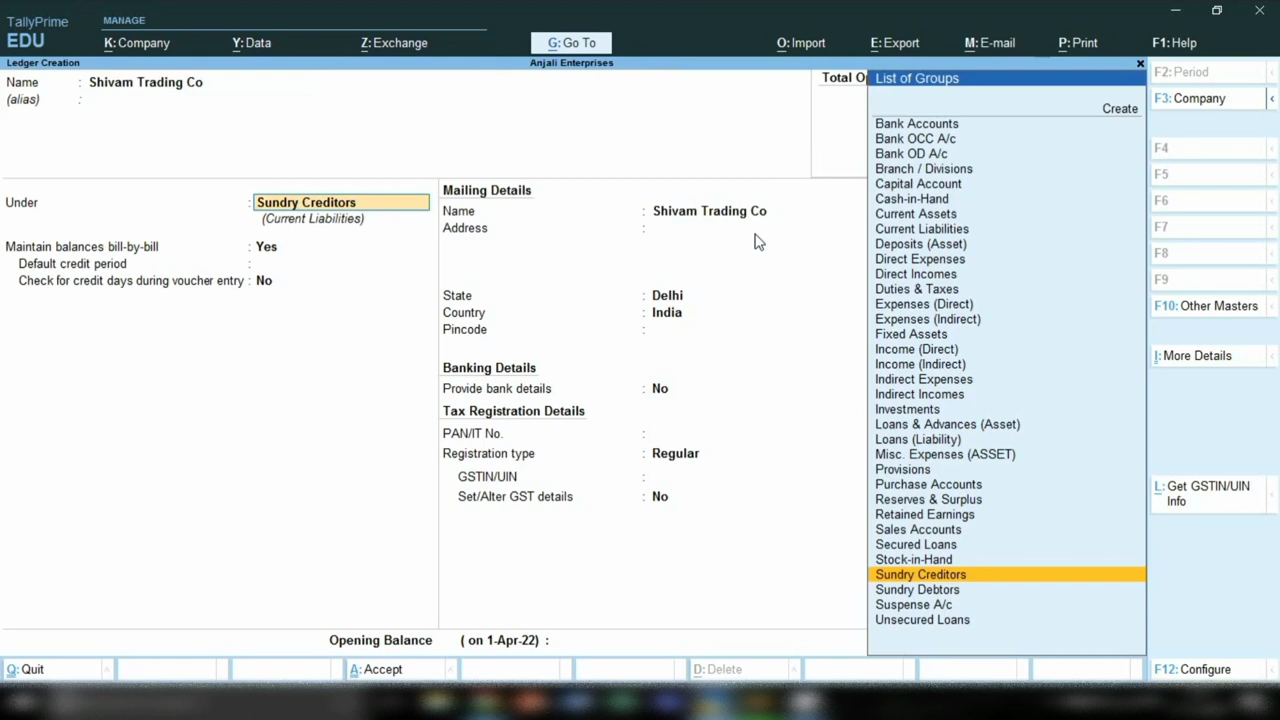 TallyPrime
EDU
MANAGE
K: Company
Y: Data
Z: Exchange
G: Go To
O: Import
E: Export
M: E-mail
P: Print
F1: Help
Ledger Creation
Anjali Enterprises
Name : Shivam Trading Co
(alias) :
Total Op
Under : Sundry Creditors
(Current Liabilities)
Maintain balances bill-by-bill : Yes
Default credit period :
Check for credit days during voucher entry : No
Mailing Details
Name : Shivam Trading Co
Address :
State : Delhi
Country : India
Pincode :
Banking Details
Provide bank details : No
Tax Registration Details
PAN/IT No. :
Registration type : Regular
GSTIN/UIN :
Set/Alter GST details : No
Opening Balance ( on 1-Apr-22) :
List of Groups
Create
Bank Accounts
Bank OCC A/c
Bank OD A/c
Branch / Divisions
Capital Account
Cash-in-Hand
Current Assets
Current Liabilities
Deposits (Asset)
Direct Expenses
Direct Incomes
Duties & Taxes
Expenses (Direct)
Expenses (Indirect)
Fixed Assets
Income (Direct)
Income (Indirect)
Indirect Expenses
Indirect Incomes
Investments
Loans & Advances (Asset)
Loans (Liability)
Misc. Expenses (ASSET)
Provisions
Purchase Accounts
Reserves & Surplus
Retained Earnings
Sales Accounts
Secured Loans
Stock-in-Hand
Sundry Creditors
Sundry Debtors
Suspense A/c
Unsecured Loans
F2: Period
F3: Company
F4
F5
F6
F7
F8
F9
F10: Other Masters
I: More Details
L: Get GSTIN/UIN
Info
Q: Quit
A: Accept
D: Delete
F12: Configure